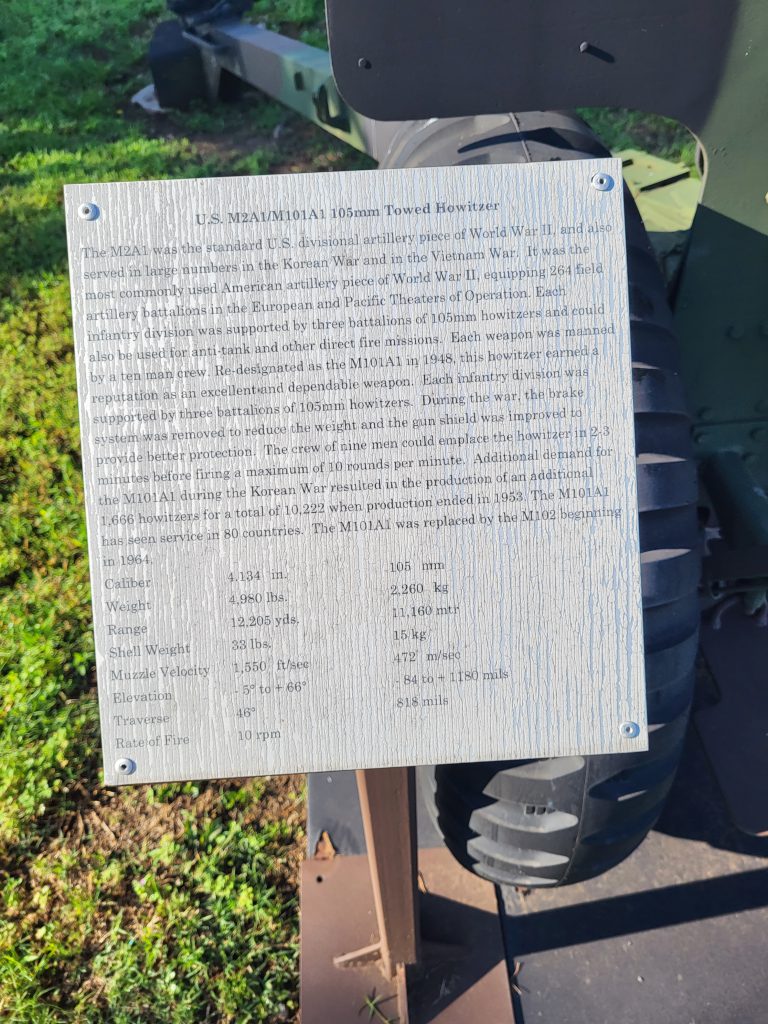 U.S. M2A1/M101A1 105mm Towed Howitzer
The M2A1 was the standard U.S. divisional artillery piece of World War II, and also
served in large numbers in the Korean War and in the Vietnam War. It was the
most commonly used American artillery piece of World War II, equipping 264 field
artillery battalions in the European and Pacific Theaters of Operation. Each
infantry division was supported by three battalions of 105mm howitzers and could
also be used for anti-tank and other direct fire missions. Each weapon was manned
by a ten man crew. Re-designated as the M101A1 in 1948, this howitzer earned a
reputation as an excellent and dependable weapon. Each infantry division was
supported by three battalions of 105mm howitzers. During the war, the brake
system was removed to reduce the weight and the gun shield was improved to
provide better protection. The crew of nine men could emplace the howitzer in 2-3
minutes before firing a maximum of 10 rounds per minute. Additional demand for
the M101A1 during the Korean War resulted in the production of an additional
1,666 howitzers for a total of 10,222 when production ended in 1953. The M101A1
has seen service in 80 countries. The M101A1 was replaced by the M102 beginning
in 1964.
Caliber 4.134 in. 105 mm
Weight 4,980 lbs. 2,260 kg
Range 12,205 yds. 11,160 mtr
Shell Weight 33 lbs. 15 kg
Muzzle Velocity 1,550 ft/sec 472 m/sec
Elevation - 5° to + 66° - 84 to + 1180 mils
Traverse 46° 818 mils
Rate of Fire 10 rpm